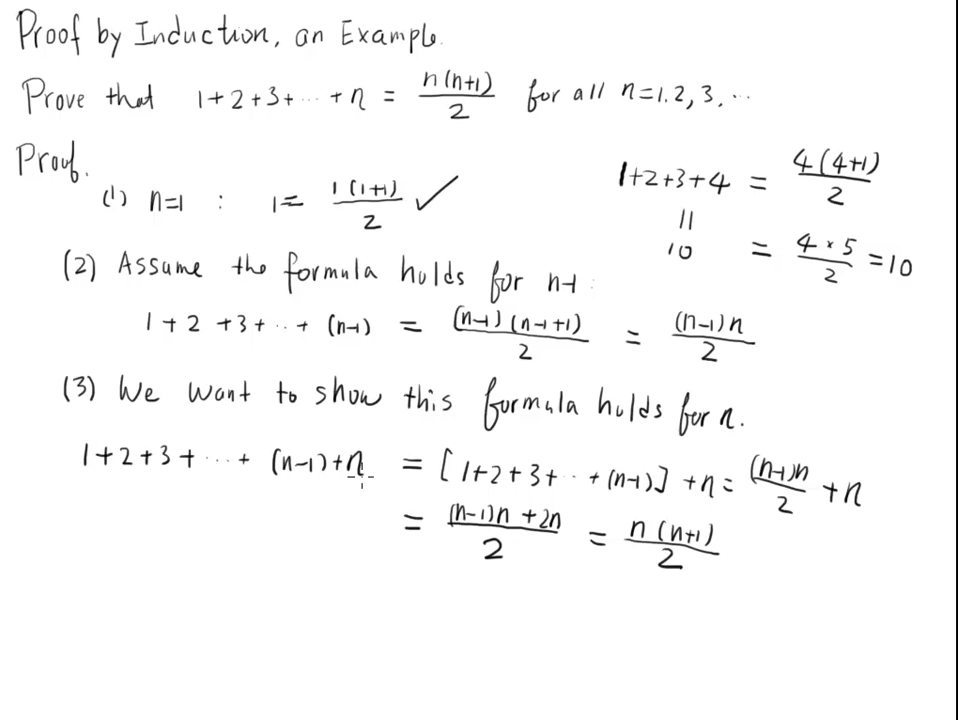 Proof by Induction, an Example.
Prove that 1+2+3+⋯+n = n(n+1)/2 for all n=1,2,3,⋯
Proof.
(1) n=1 : 1= 1(1+1)/2 ✓
1+2+3+4 = 4(4+1)/2
||
10 = 4×5/2 =10
(2) Assume the formula holds for n-1:
1+2+3+⋯+(n-1) = (n-1)(n-1+1)/2 = (n-1)n/2
(3) We want to show this formula holds for n.
1+2+3+⋯+(n-1)+n = [1+2+3+⋯+(n-1)]+n = (n-1)n/2 +n
= (n-1)n+2n/2 = n(n+1)/2